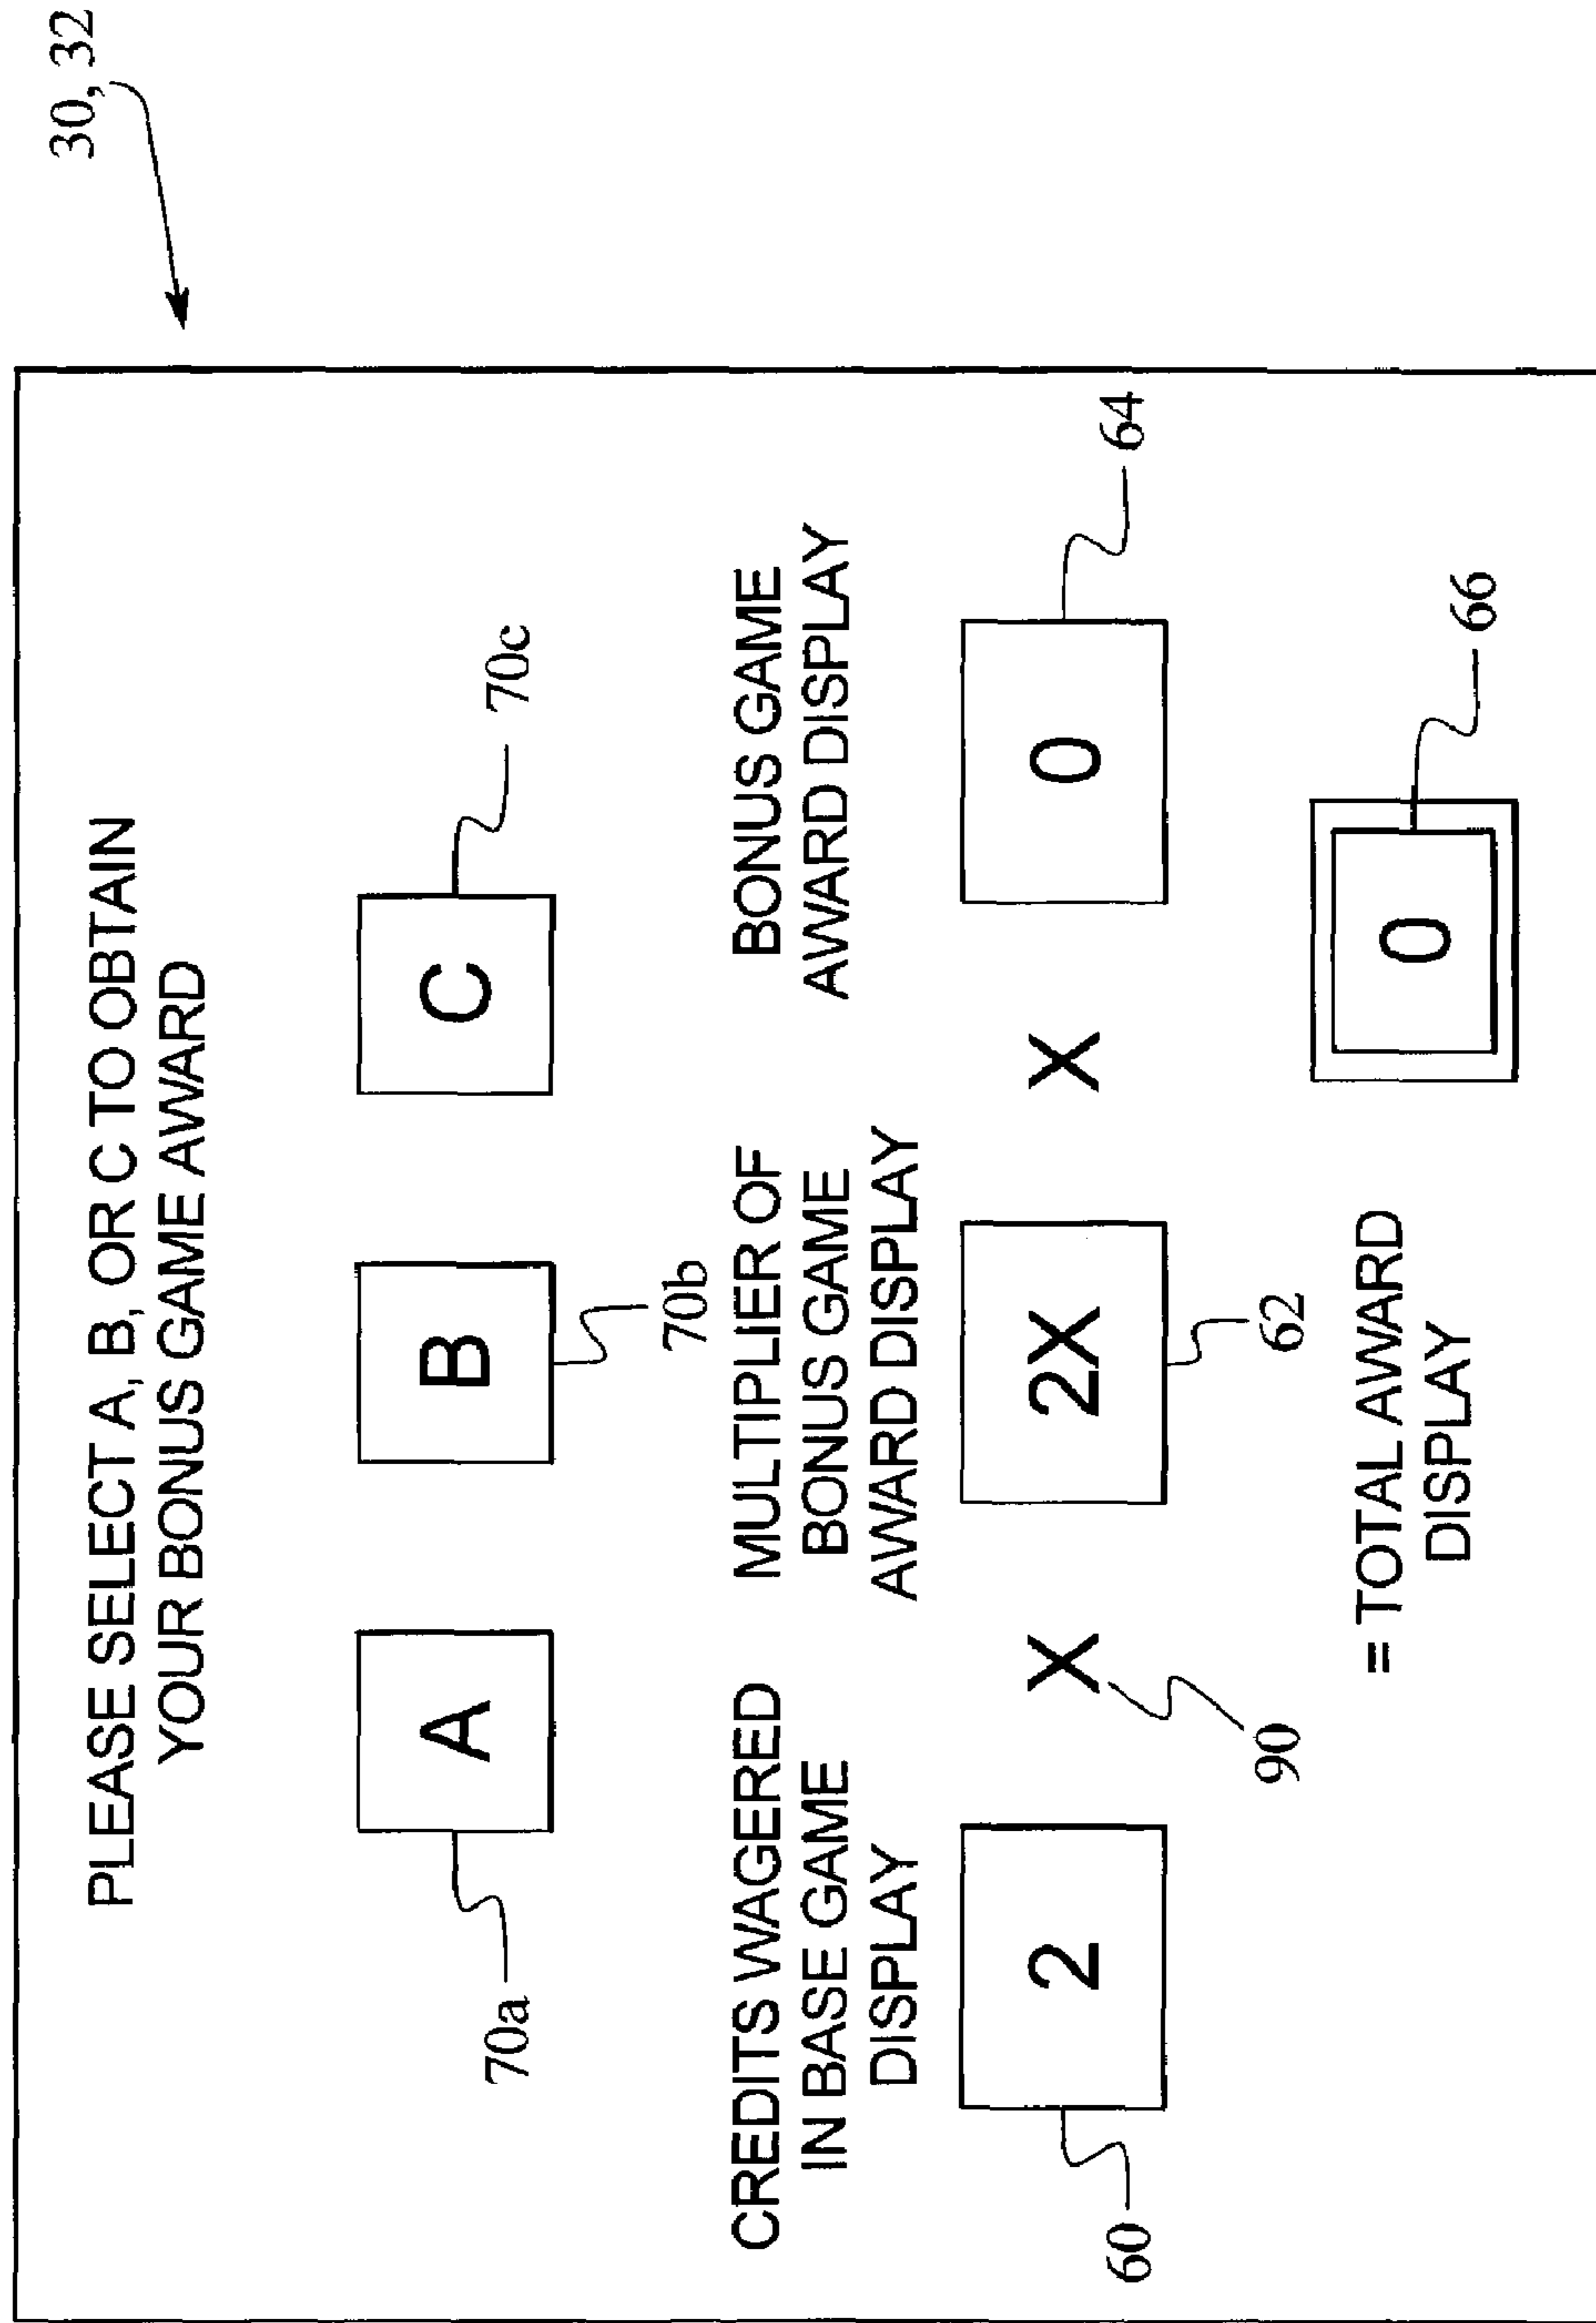 30, 32
PLEASE SELECT A, B, OR C TO OBTAIN
YOUR BONUS GAME AWARD
A
B
C
70a
70b
70c
CREDITS WAGERED
IN BASE GAME
DISPLAY
MULTIPLIER OF
BONUS GAME
AWARD DISPLAY
BONUS GAME
AWARD DISPLAY
2
X
2X
X
0
60
90
62
64
= TOTAL AWARD
DISPLAY
0
66